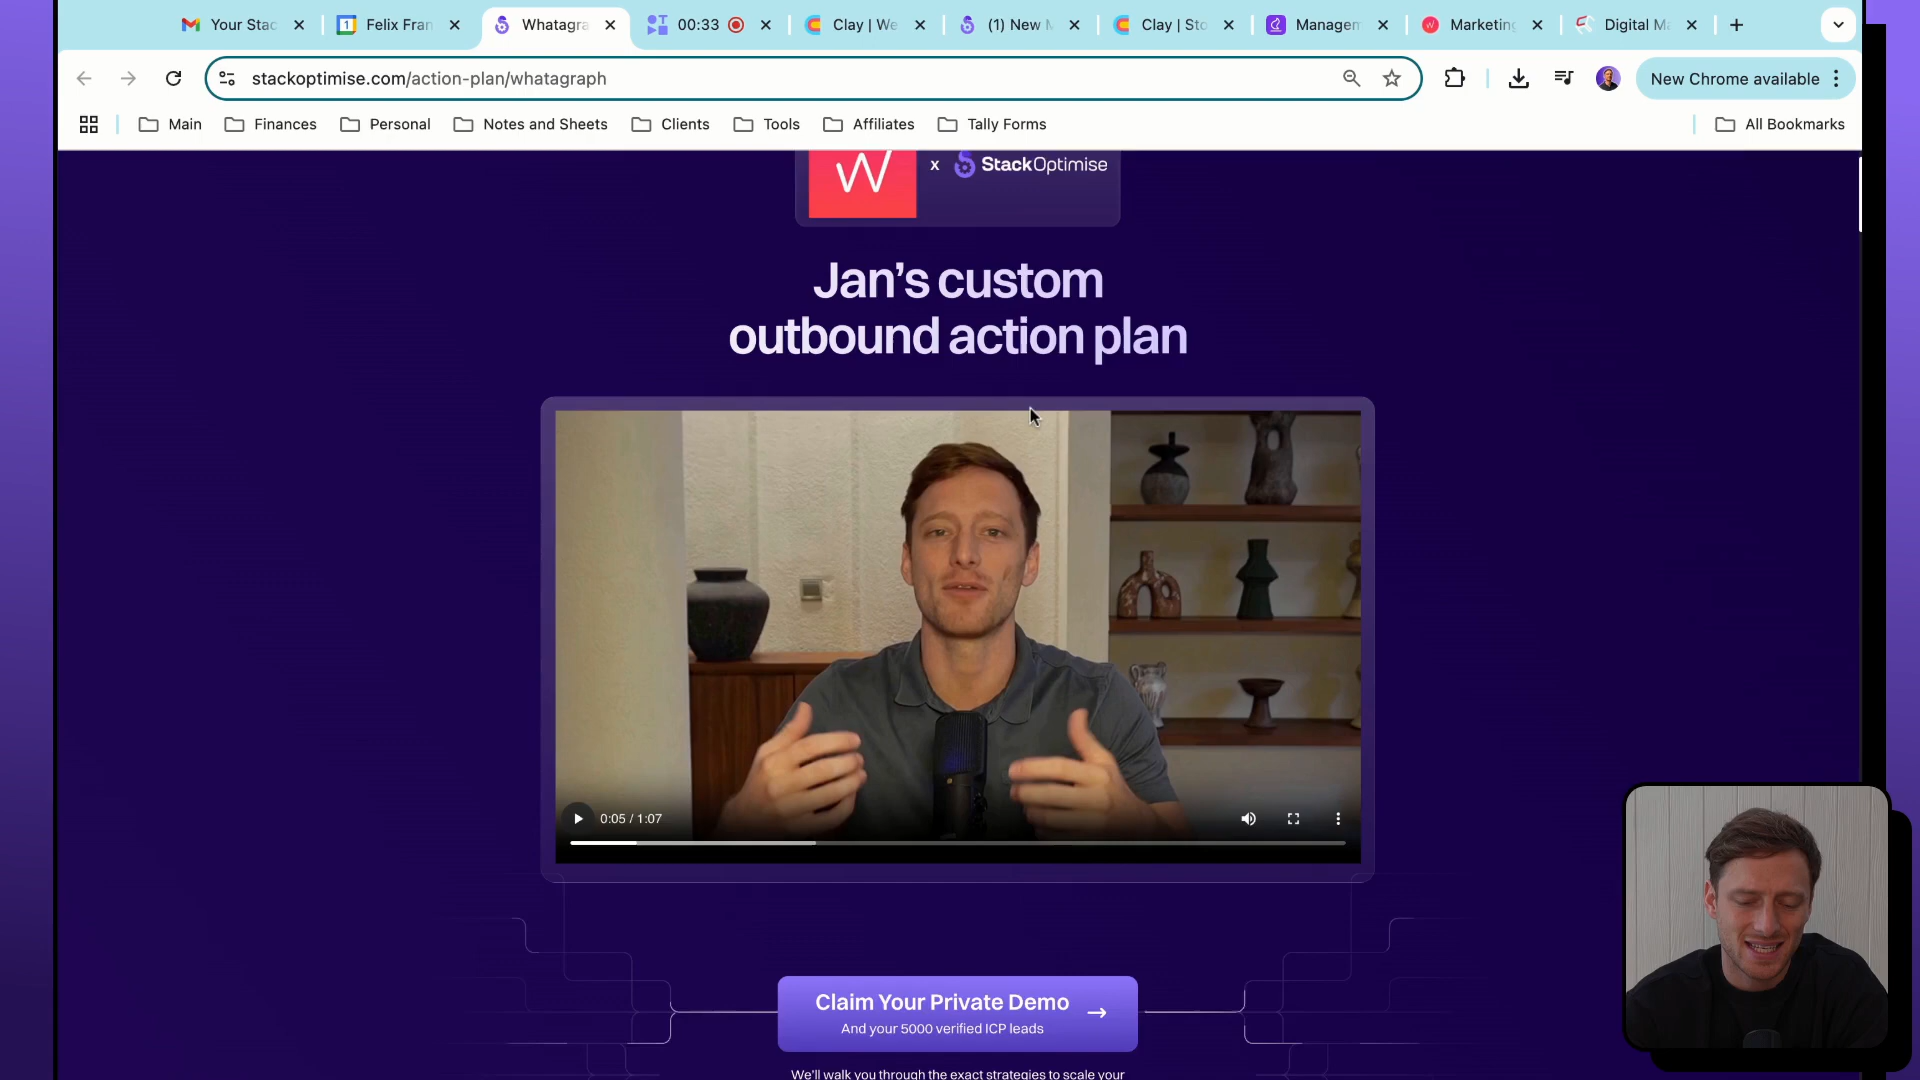 Your Stac
Felix Fran
Whatagra
00:33
Clay | We
(1) New M
Clay | Sto
Managem
Marketing
Digital Ma
stackoptimise.com/action-plan/whatagraph
New Chrome available
Main
Finances
Personal
Notes and Sheets
Clients
Tools
Affiliates
Tally Forms
All Bookmarks
W x StackOptimise
Jan's custom
outbound action plan
0:05 / 1:07
Claim Your Private Demo →
And your 5000 verified ICP leads
We'll walk you through the exact strategies to scale your